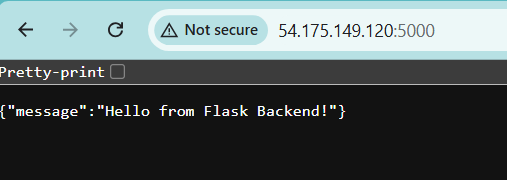 Not secure 54.175.149.120:5000
Pretty-print
{"message":"Hello from Flask Backend!"}